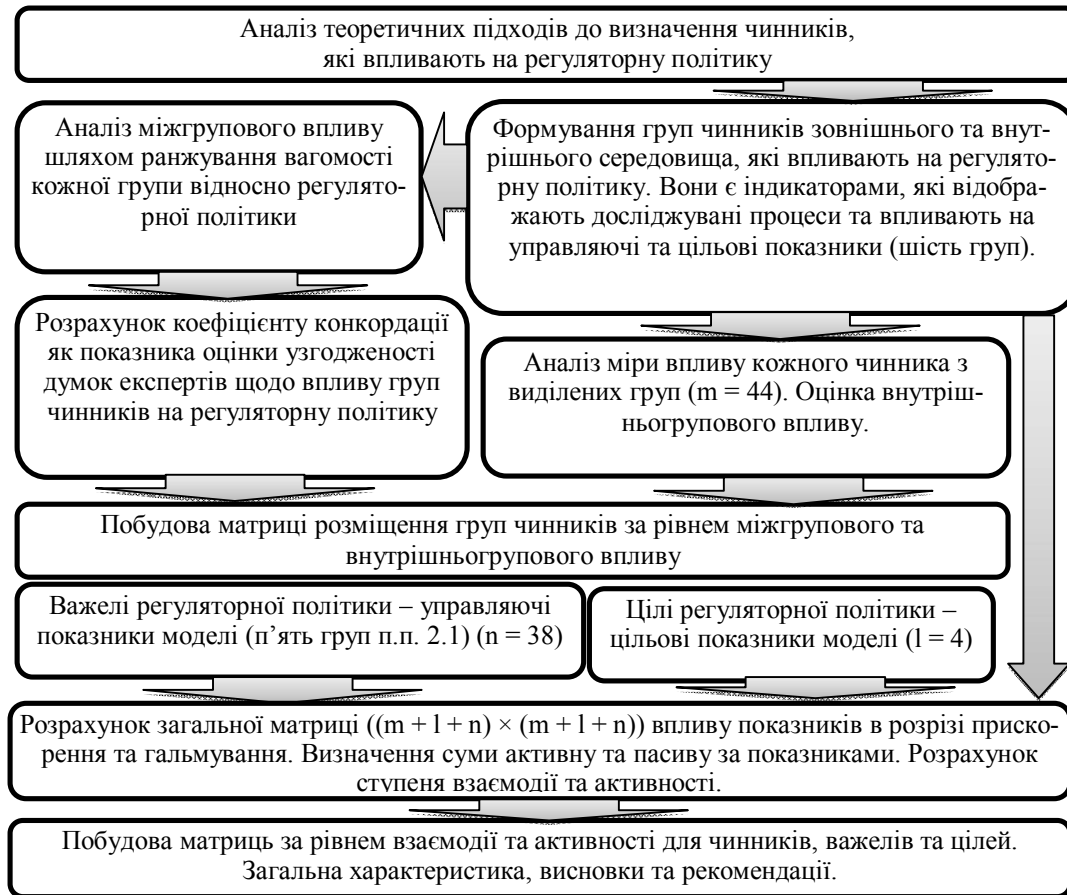 Аналіз теоретичних підходів до визначення чинників,
які впливають на регуляторну політику
Аналіз міжгрупового впливу
шляхом ранжування вагомості
кожної групи відносно регулято-
рної політики
Формування груп чинників зовнішнього та внут-
рішнього середовища, які впливають на регулято-
рну політику. Вони є індикаторами, які відобра-
жають досліджувані процеси та впливають на
управляючі та цільові показники (шість груп).
Розрахунок коефіцієнту конкордації
як показника оцінки узгодженості
думок експертів щодо впливу груп
чинників на регуляторну політику
Аналіз міри впливу кожного чинника з
виділених груп (m = 44). Оцінка внутріш-
ньогрупового впливу.
Побудова матриці розміщення груп чинників за рівнем міжгрупового та
внутрішньогрупового впливу
Важелі регуляторної політики – управляючі
показники моделі (п’ять груп п.п. 2.1) (n = 38)
Цілі регуляторної політики –
цільові показники моделі (l = 4)
Розрахунок загальної матриці ((m + l + n) × (m + l + n)) впливу показників в розрізі приско-
рення та гальмування. Визначення суми активну та пасиву за показниками. Розрахунок
ступеня взаємодії та активності.
Побудова матриць за рівнем взаємодії та активності для чинників, важелів та цілей.
Загальна характеристика, висновки та рекомендації.